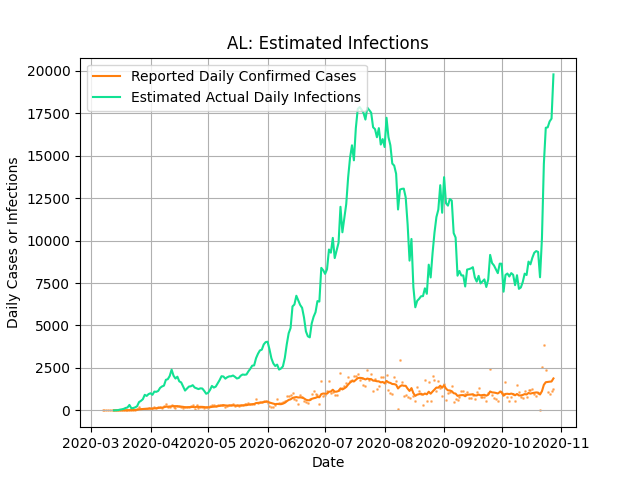 AL: Estimated Infections
Reported Daily Confirmed Cases
Estimated Actual Daily Infections
Daily Cases or Infections
20000
17500
15000
12500
10000
7500
5000
2500
0
2020-03 2020-04 2020-05 2020-06 2020-07 2020-08 2020-09 2020-10 2020-11
Date